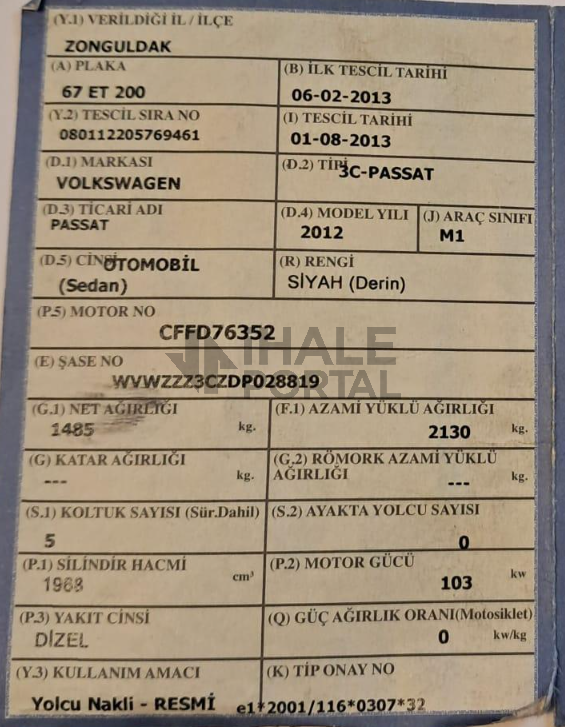 (Y.1) VERİLDİĞİ İL / İLÇE
ZONGULDAK
(A) PLAKA
67 ET 200
(B) İLK TESCİL TARİHİ
06-02-2013
(Y.2) TESCİL SIRA NO
080112205769461
(I) TESCİL TARİHİ
01-08-2013
(D.1) MARKASI
VOLKSWAGEN
(D.2) TİPİ
3C-PASSAT
(D.3) TİCARİ ADI
PASSAT
(D.4) MODEL YILI
2012
(J) ARAÇ SINIFI
M1
(D.5) CİNSİ
OTOMOBİL
(Sedan)
(R) RENGİ
SİYAH (Derin)
(P.5) MOTOR NO
CFFD76352
IHALE
PORTAL
(E) ŞASE NO
WVWZZZ3CZDP028819
(G.1) NET AĞIRLIĞI
1485 kg.
(F.1) AZAMİ YÜKLÜ AĞIRLIĞI
2130 kg.
(G) KATAR AĞIRLIĞI
--- kg.
(G.2) RÖMORK AZAMİ YÜKLÜ
AĞIRLIĞI
--- kg.
(S.1) KOLTUK SAYISI (Sür.Dahil)
5
(S.2) AYAKTA YOLCU SAYISI
0
(P.1) SİLİNDİR HACMİ
1968 cm³
(P.2) MOTOR GÜCÜ
103 kw
(P.3) YAKIT CİNSİ
DİZEL
(Q) GÜÇ AĞIRLIK ORANI(Motosiklet)
0 kw/kg
(Y.3) KULLANIM AMACI
Yolcu Nakli - RESMİ
(K) TİP ONAY NO
e1*2001/116*0307*32